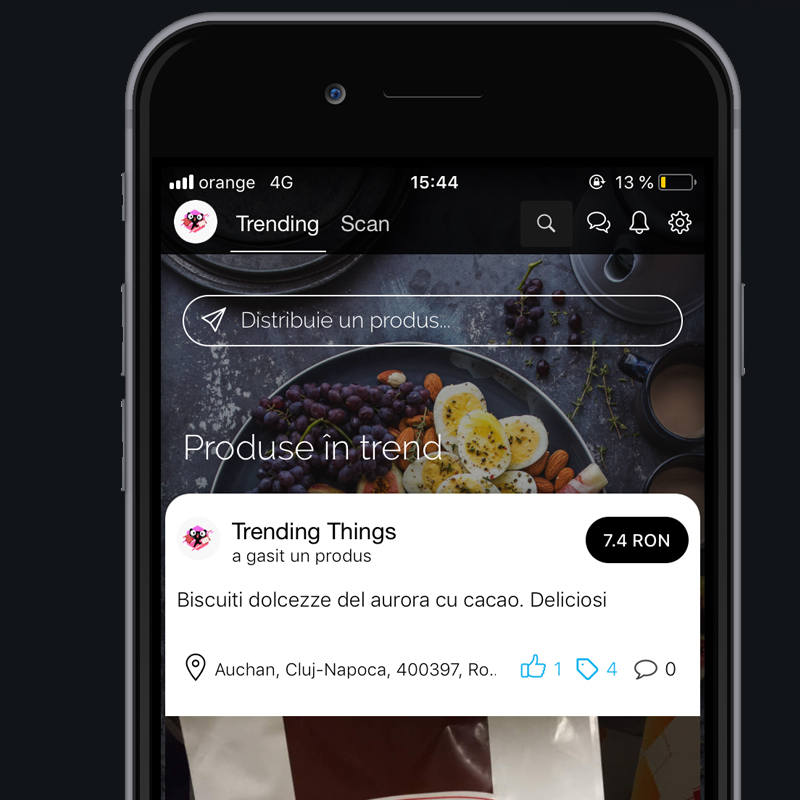 orange 4G 15:44 13 %
Trending Scan
Distribuie un produs...
Produse în trend
Trending Things
a gasit un produs
7.4 RON
Biscuiti dolcezze del aurora cu cacao. Deliciosi
Auchan, Cluj-Napoca, 400397, Ro.. 1 4 0